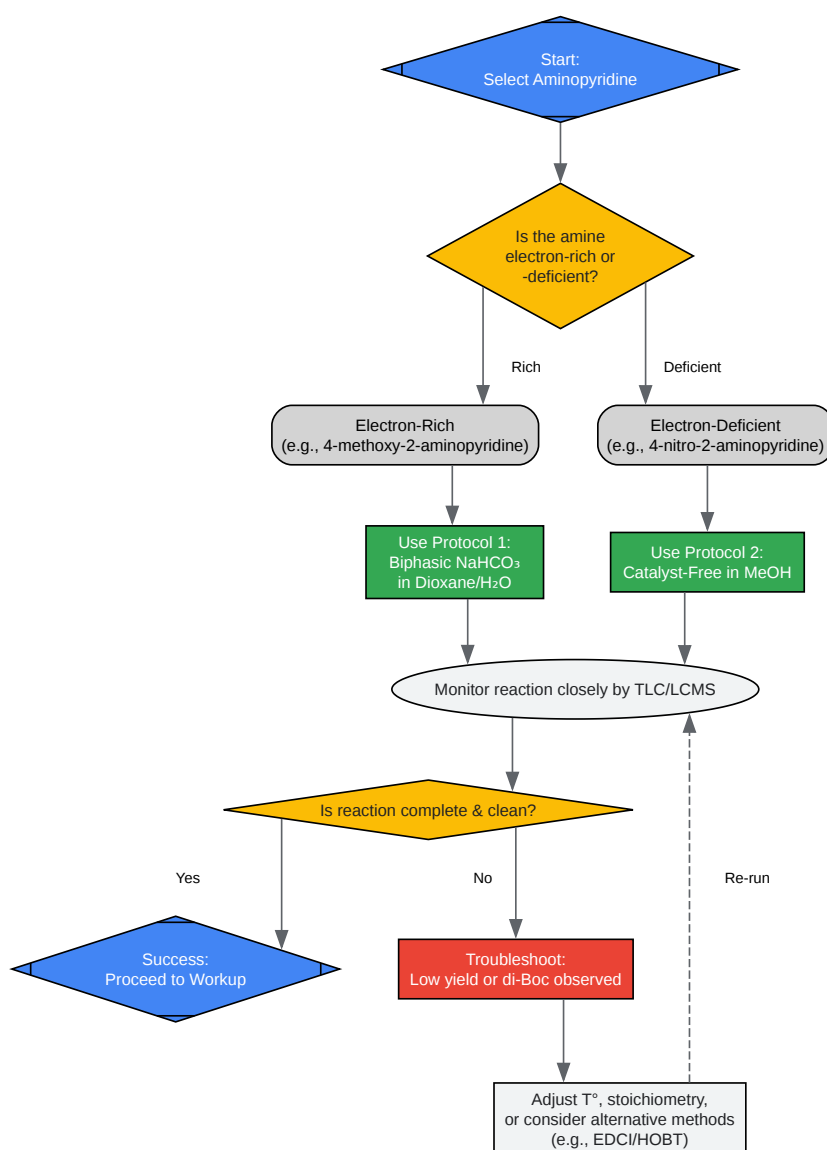 Start:
Select Aminopyridine
Is the amine
electron-rich or
-deficient?
Rich
Deficient
Electron-Rich
(e.g., 4-methoxy-2-aminopyridine)
Electron-Deficient
(e.g., 4-nitro-2-aminopyridine)
Use Protocol 1:
Biphasic NaHCO₃
in Dioxane/H₂O
Use Protocol 2:
Catalyst-Free in MeOH
Monitor reaction closely by TLC/LCMS
Is reaction complete & clean?
Yes
No
Re-run
Success:
Proceed to Workup
Troubleshoot:
Low yield or di-Boc observed
Adjust T°, stoichiometry,
or consider alternative methods
(e.g., EDCI/HOBT)